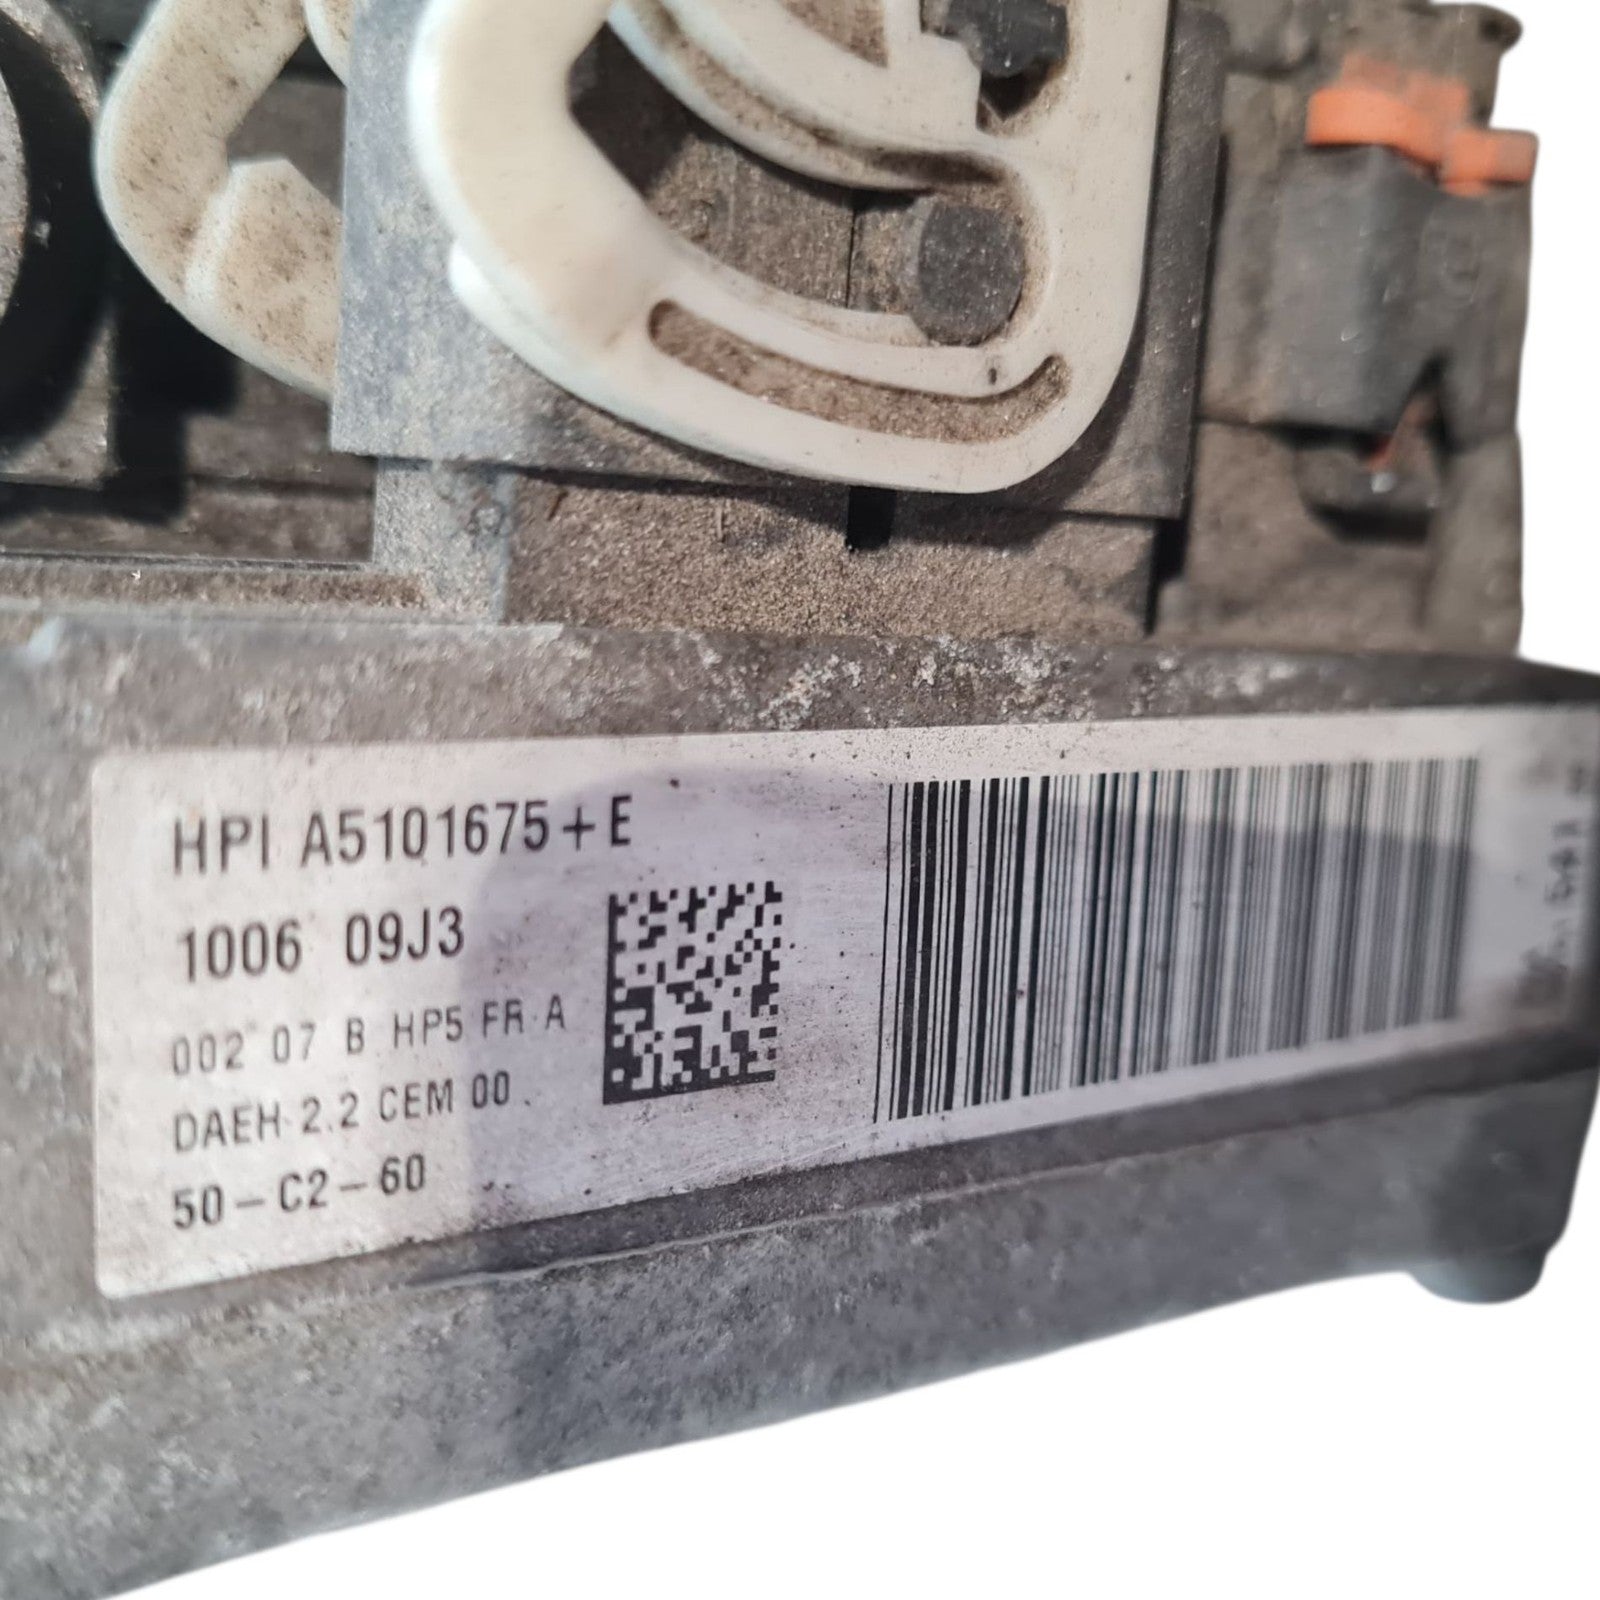 HPI A5101675+E
1006 09J3
002 07 B HP5 FR A
DAEH 2.2 CEM 00
50-C2-60